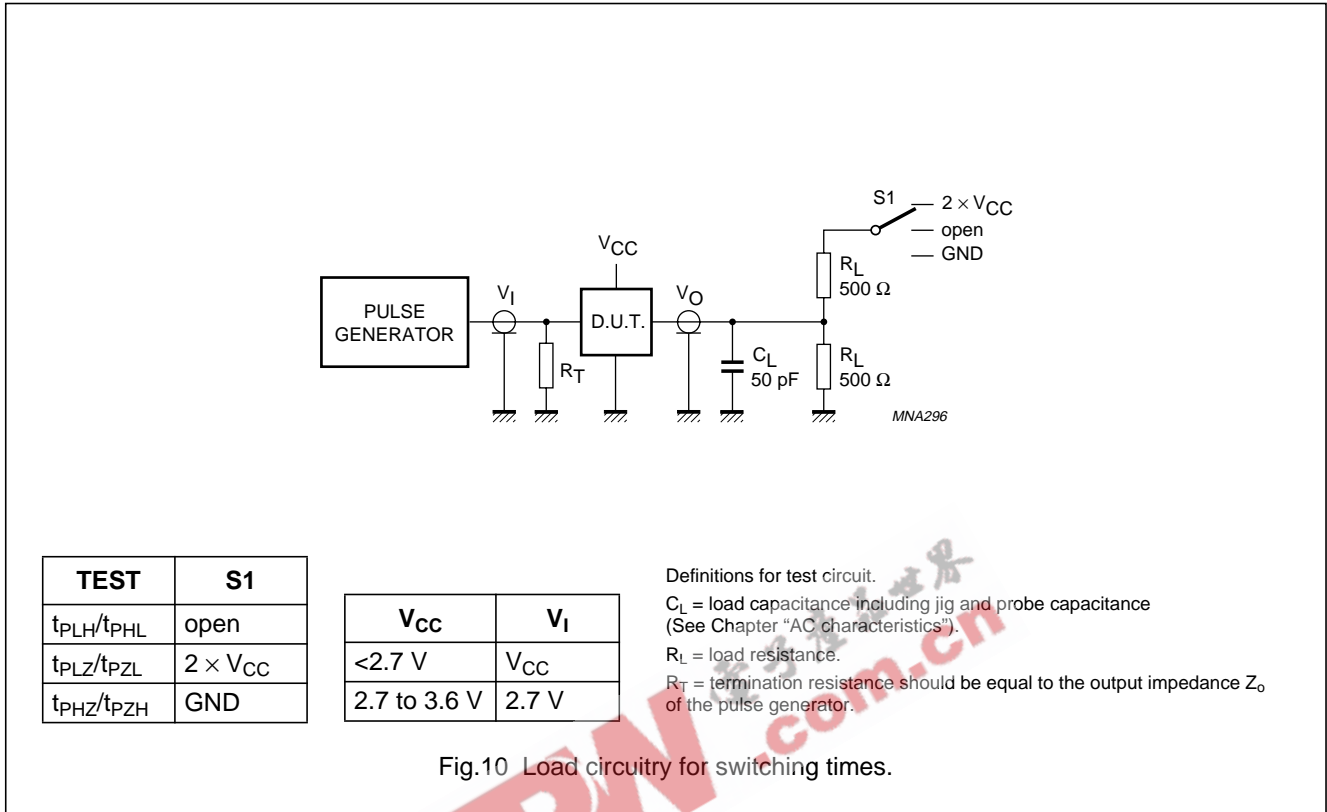 S1
2 × VCC
open
GND
VCC
RL
500 Ω
PULSE
GENERATOR
VI
D.U.T.
VO
RT
CL
50 pF
RL
500 Ω
MNA296
TEST S1
tPLH/tPHL open
tPLZ/tPZL 2 × VCC
tPHZ/tPZH GND
VCC VI
<2.7 V VCC
2.7 to 3.6 V 2.7 V
Definitions for test circuit.
CL = load capacitance including jig and probe capacitance
(See Chapter “AC characteristics”).
RL = load resistance.
RT = termination resistance should be equal to the output impedance Zo
of the pulse generator.
.com.cn
Fig.10 Load circuitry for switching times.